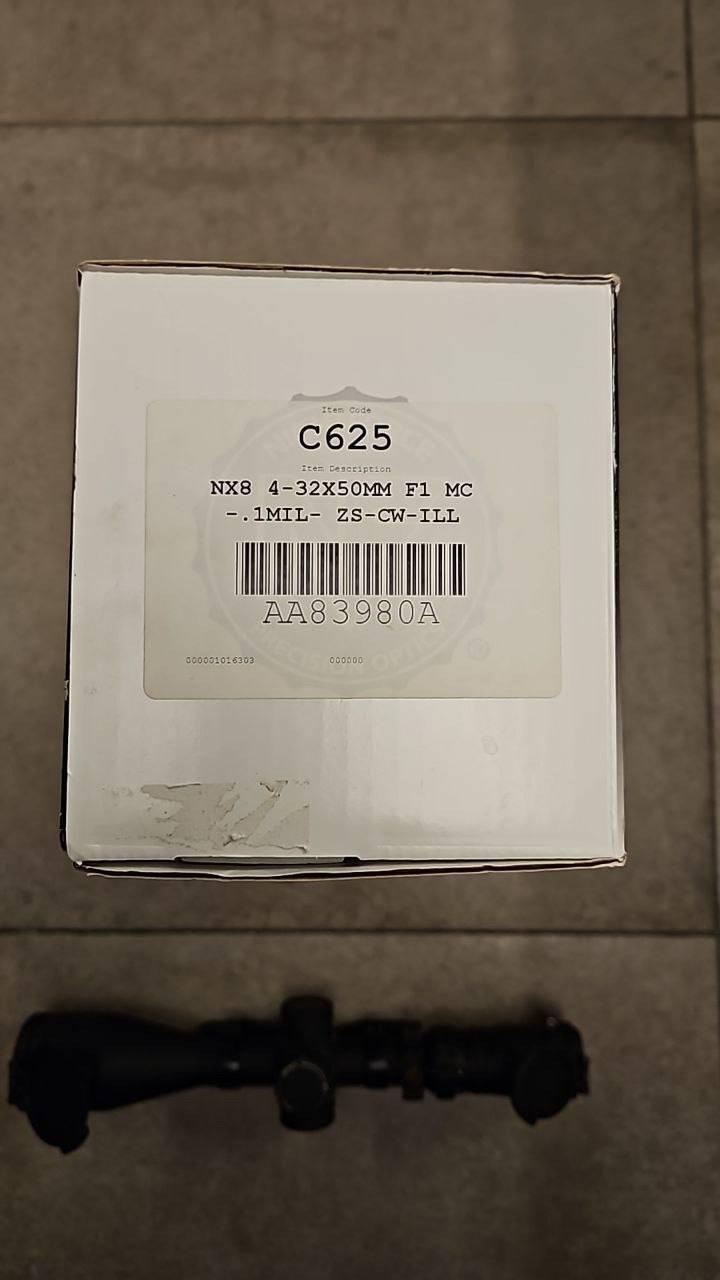 Item Code
C625
Item Description
NX8 4-32X50MM F1 MC
-.1MIL- ZS-CW-ILL
AA83980A
000001016303 000000